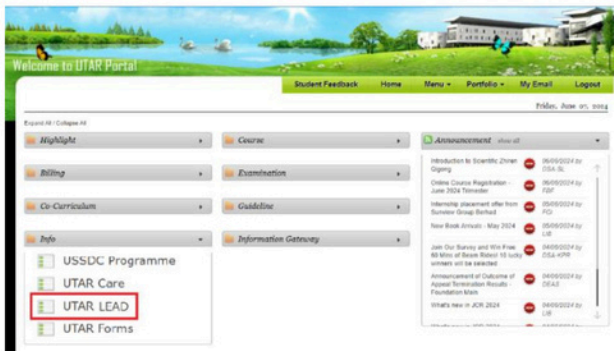 Welcome to UTAR Portal
Student Feedback Home Menu Portfolio My Email Logout
Friday, June 07, 2024
Expand All / Collapse All
Highlight
Course
Announcement view all
Billing
Examination
Co-Curriculum
Guideline
Info
Information Gateway
USSDC Programme
UTAR Care
UTAR LEAD
UTAR Forms
Introduction to Scientific Zhineng
Qigong
06/06/2024 by
DSA-SL
Online Course Registration -
June 2024 Trimester
06/06/2024 by
Internship placement offer from
Sunview Group Berhad
05/06/2024 by
FCI
New Book Arrivals - May 2024
05/06/2024 by
LIB
Join Our Survey and Win Free
60 Mins of Beam Rides! 10 lucky
winners will be selected
04/06/2024 by
DSA-KPR
Announcement of Outcome of
Appeal Termination Results -
Foundation Main
04/06/2024 by
DEAS
What's new in JCR 2024
04/06/2024 by
LIB